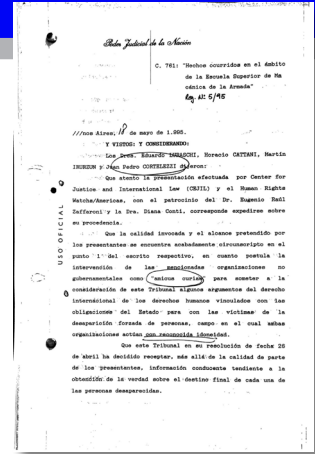 Poder Judicial de la Nación
C. 761: "Hechos ocurridos en el ámbito
de la Escuela Superior de Me
cánica de la Armada"
Reg. Nº 5/95
///nos Aires, 18 de mayo de 1.995.
Y VISTOS: Y CONSIDERANDO:
Los Dres. Eduardo LURASCHI, Horacio CATTANI, Martín
IRURZUN y Juan Pedro CORTELEZZI dijeron:
Que atento la presentación efectuada por Center for
Justice and International Law (CEJIL) y el Human Rights
Watchs/Americas, con el patrocinio del Dr. Eugenio Raúl
Zaffaroni y la Dra. Diana Conti, corresponde expedirse sobre
su procedencia.
Que la calidad invocada y el alcance pretendido por
los presentantes se encuentra acabadamente circunscripto en el
punto 1 del escrito respectivo, en cuanto postula la
intervención de las mencionadas organizaciones no
gubernamentales como "amicus curiae" para someter a la
consideración de este Tribunal algunos argumentos del derecho
internacional de los derechos humanos vinculados con las
obligaciones del Estado para con las víctimas de la
desaparición forzada de personas, campo en el cual ambas
organizaciones actúan con reconocida idoneidad.
Que este Tribunal en su resolución de fecha 26
de abril ha decidido receptar, más allá de la calidad de parte
de los presentantes, información conducente tendiente a la
obtención de la verdad sobre el destino final de cada una de
las personas desaparecidas.
USO OFICIAL